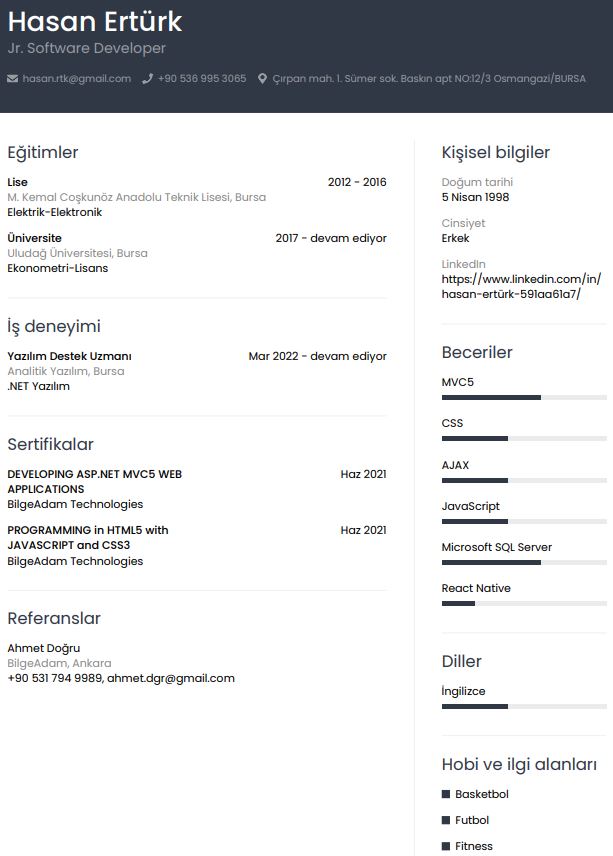 Hasan Ertürk
Jr. Software Developer
hasan.rtk@gmail.com +90 536 995 3065 Çırpan mah. 1. Sümer sok. Baskın apt NO:12/3 Osmangazi/BURSA
Eğitimler
Lise 2012 - 2016
M. Kemal Coşkunöz Anadolu Teknik Lisesi, Bursa
Elektrik-Elektronik
Üniversite 2017 - devam ediyor
Uludağ Üniversitesi, Bursa
Ekonometri-Lisans
İş deneyimi
Yazılım Destek Uzmanı Mar 2022 - devam ediyor
Analitik Yazılım, Bursa
.NET Yazılım
Sertifikalar
DEVELOPING ASP.NET MVC5 WEB Haz 2021
APPLICATIONS
BilgeAdam Technologies
PROGRAMMING in HTML5 with Haz 2021
JAVASCRIPT and CSS3
BilgeAdam Technologies
Referanslar
Ahmet Doğru
BilgeAdam, Ankara
+90 531 794 9989, ahmet.dgr@gmail.com
Kişisel bilgiler
Doğum tarihi
5 Nisan 1998
Cinsiyet
Erkek
LinkedIn
https://www.linkedin.com/in/
hasan-ertürk-591aa61a7/
Beceriler
MVC5
CSS
AJAX
JavaScript
Microsoft SQL Server
React Native
Diller
İngilizce
Hobi ve ilgi alanları
Basketbol
Futbol
Fitness